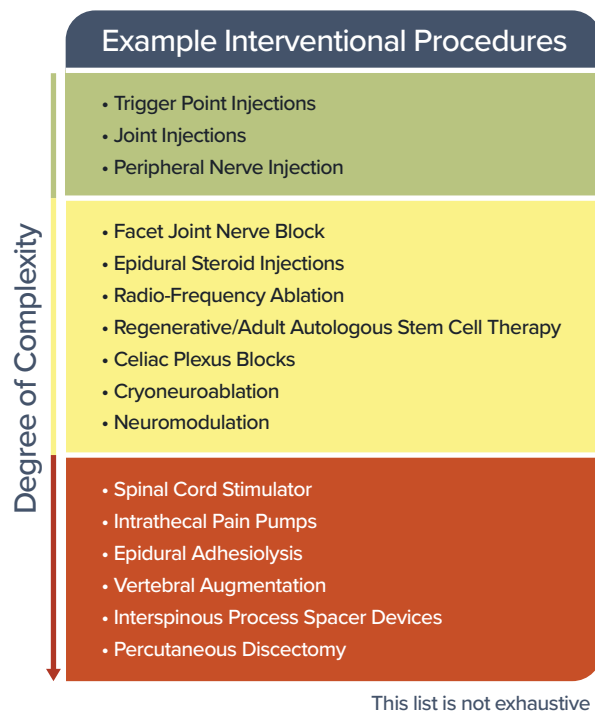 Example Interventional Procedures
• Trigger Point Injections
• Joint Injections
• Peripheral Nerve Injection
Degree of Complexity
• Facet Joint Nerve Block
• Epidural Steroid Injections
• Radio-Frequency Ablation
• Regenerative/Adult Autologous Stem Cell Therapy
• Celiac Plexus Blocks
• Cryoneuroablation
• Neuromodulation
• Spinal Cord Stimulator
• Intrathecal Pain Pumps
• Epidural Adhesiolysis
• Vertebral Augmentation
• Interspinous Process Spacer Devices
• Percutaneous Discectomy
This list is not exhaustive